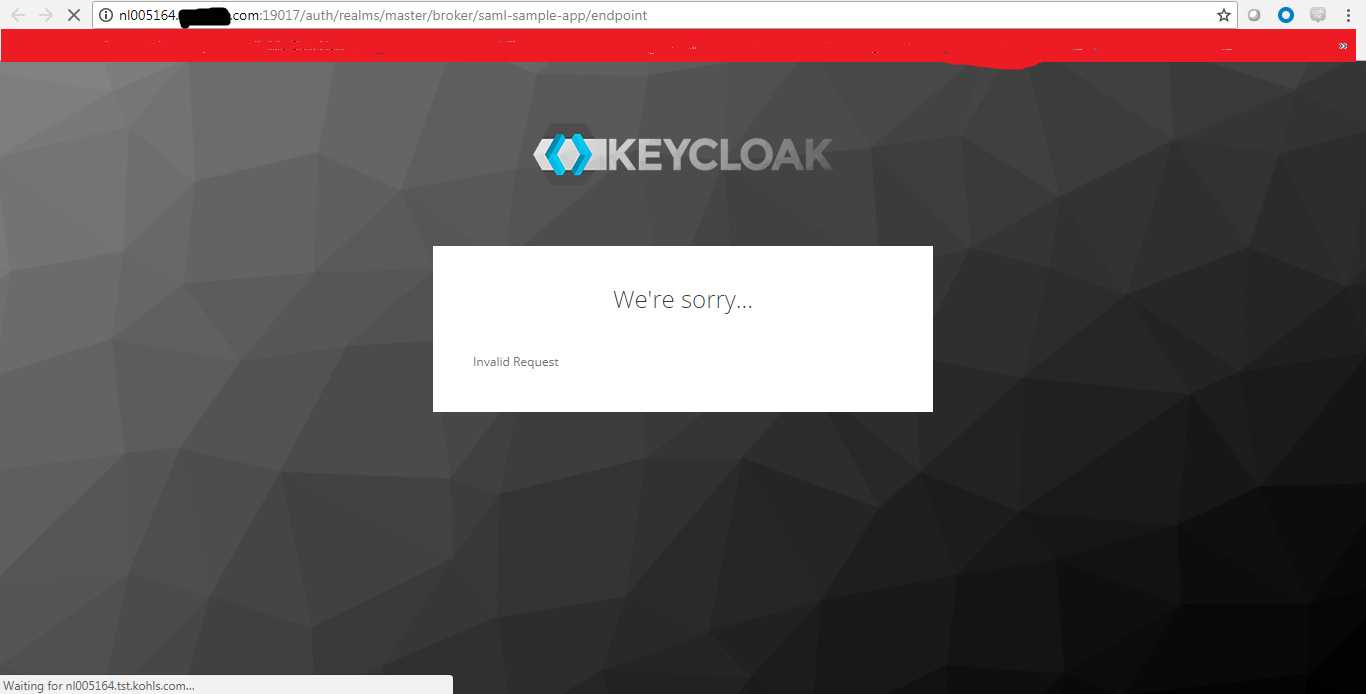 nl005164.
.com:19017/auth/realms/master/broker/saml-sample-app/endpoint
KEYCLOAK
We're sorry...
Invalid Request
Waiting for nl005164.tst.kohls.com...